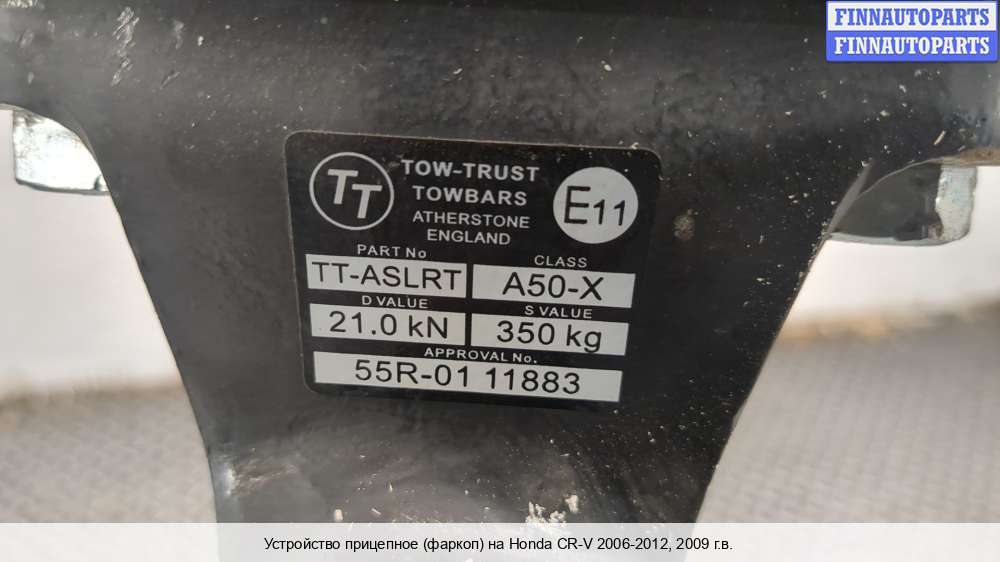 FINNAUTOPARTS
FINNAUTOPARTS
TT
TOW-TRUST
TOWBARS
ATHERSTONE
ENGLAND
E11
PART No
CLASS
TT-ASLRT
A50-X
D VALUE
S VALUE
21.0 kN
350 kg
APPROVAL No.
55R-01 11883
Устройство прицепное (фаркоп) на Honda CR-V 2006-2012, 2009 г.в.